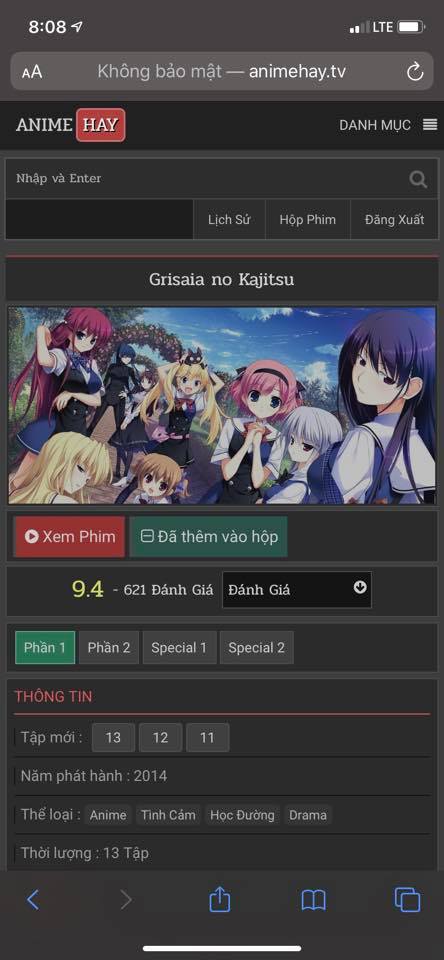 8:08 LTE
AA Không bảo mật — animehay.tv
ANIME HAY DANH MỤC
Nhập và Enter
Lịch Sử Hộp Phim Đăng Xuất
Grisaia no Kajitsu
Xem Phim Đã thêm vào hộp
9.4 - 621 Đánh Giá Đánh Giá
Phần 1 Phần 2 Special 1 Special 2
THÔNG TIN
Tập mới : 13 12 11
Năm phát hành : 2014
Thể loại : Anime Tình Cảm Học Đường Drama
Thời lượng : 13 Tập